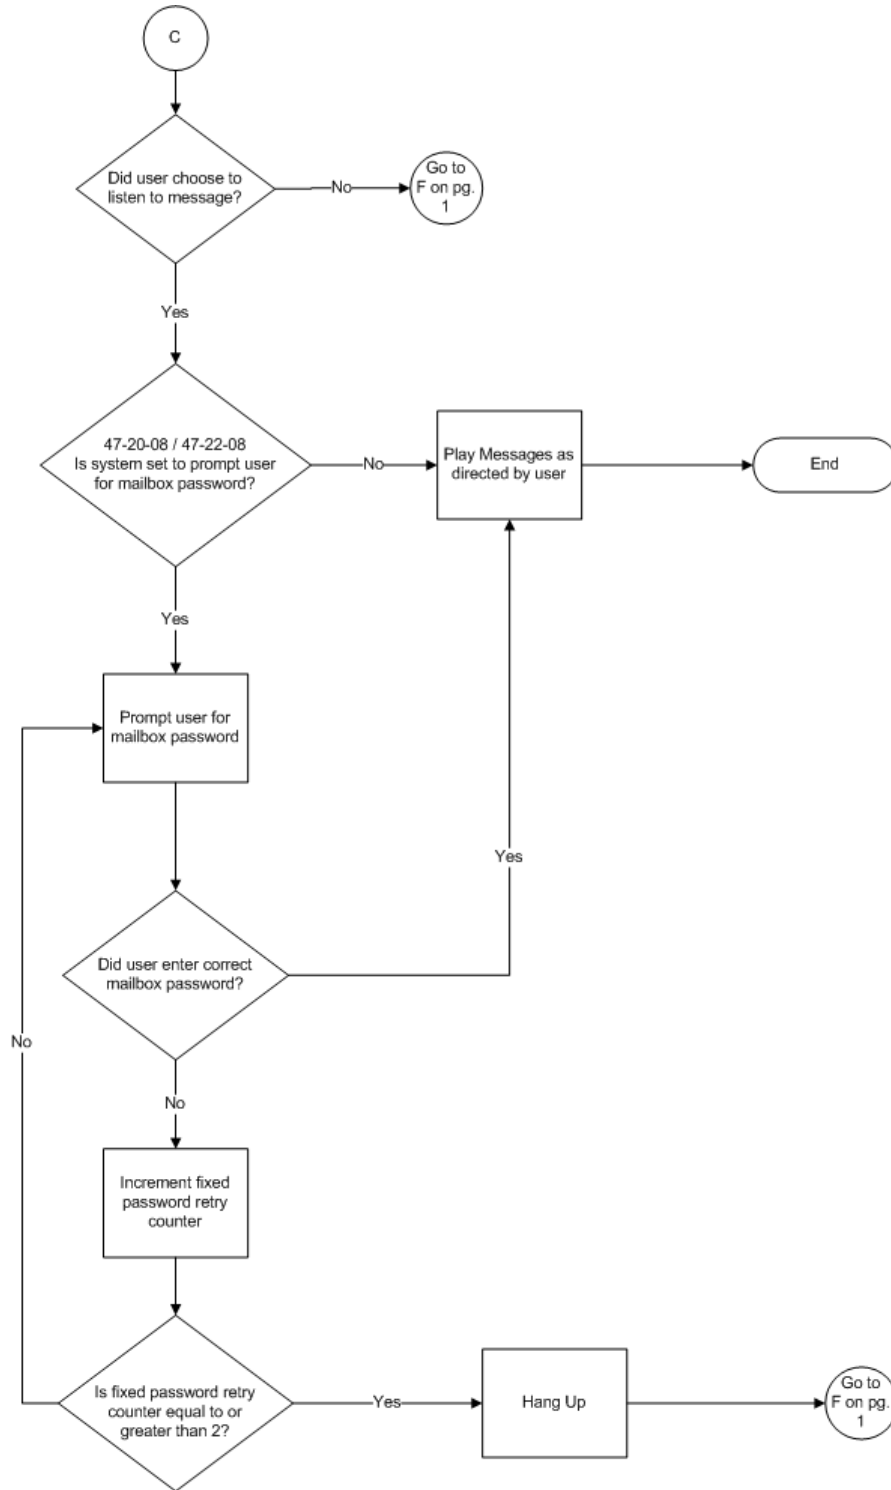 C
Did user choose to
listen to message?
No
Go to
F on pg.
1
Yes
47-20-08 / 47-22-08
Is system set to prompt user
for mailbox password?
No
Play Messages as
directed by user
End
Yes
Prompt user for
mailbox password
Yes
Did user enter correct
mailbox password?
No
No
Increment fixed
password retry
counter
Is fixed password retry
counter equal to or
greater than 2?
Yes
Hang Up
Go to
F on pg.
1